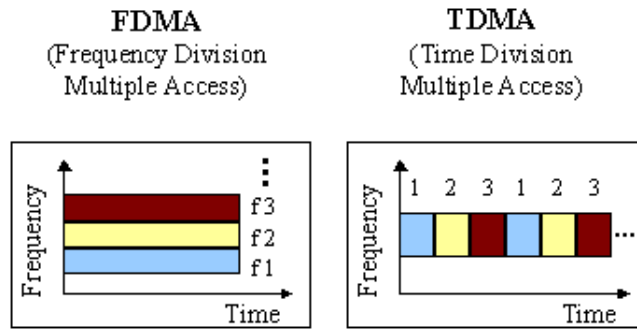 FDMA
(Frequency Division
Multiple Access)
Frequency
f3
f2
f1
Time
TDMA
(Time Division
Multiple Access)
Frequency
1 2 3 1 2 3
Time